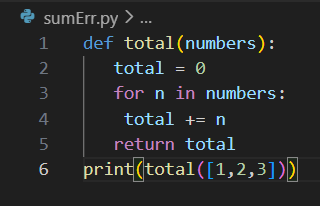 sumErr.py > ...
1 def total(numbers):
2    total = 0
3    for n in numbers:
4     total += n
5    return total
6 print(total([1,2,3]))